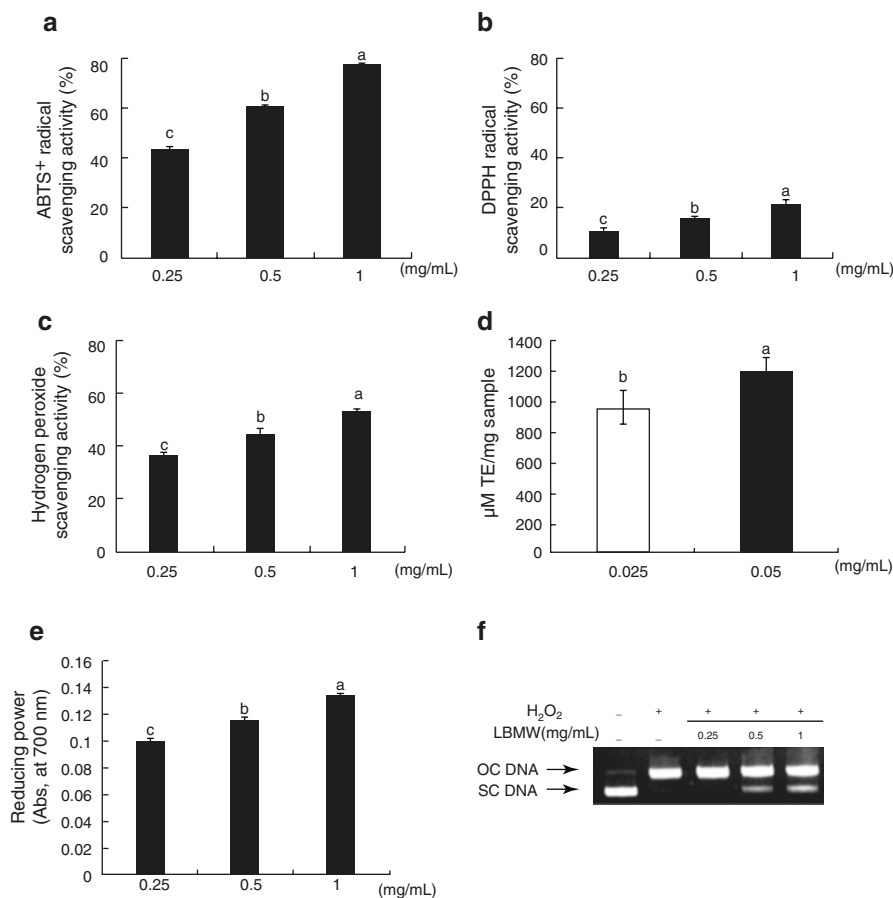 a
ABTS+ radical
scavenging activity (%)
80
60
40
20
0
c
b
a
0.25
0.5
1
(mg/mL)
b
DPPH radical
scavenging activity (%)
80
60
40
20
0
c
b
a
0.25
0.5
1
(mg/mL)
c
Hydrogen peroxide
scavenging activity (%)
80
60
40
20
0
c
b
a
0.25
0.5
1
(mg/mL)
d
μM TE/mg sample
1400
1200
1000
800
600
400
200
0
b
a
0.025
0.05
(mg/mL)
e
Reducing power
(Abs, at 700 nm)
0.16
0.14
0.12
0.1
0.08
0.06
0.04
0.02
0
c
b
a
0.25
0.5
1
(mg/mL)
f
H2O2 – + + + +
LBMW(mg/mL) – – 0.25 0.5 1
OC DNA
SC DNA